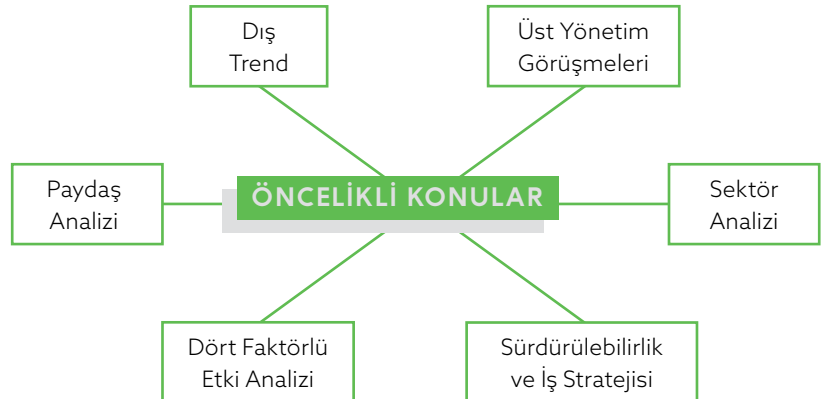 Dış
Trend
Üst Yönetim
Görüşmeleri
Paydaş
Analizi
ÖNCELİKLİ KONULAR
Sektör
Analizi
Dört Faktörlü
Etki Analizi
Sürdürülebilirlik
ve İş Stratejisi